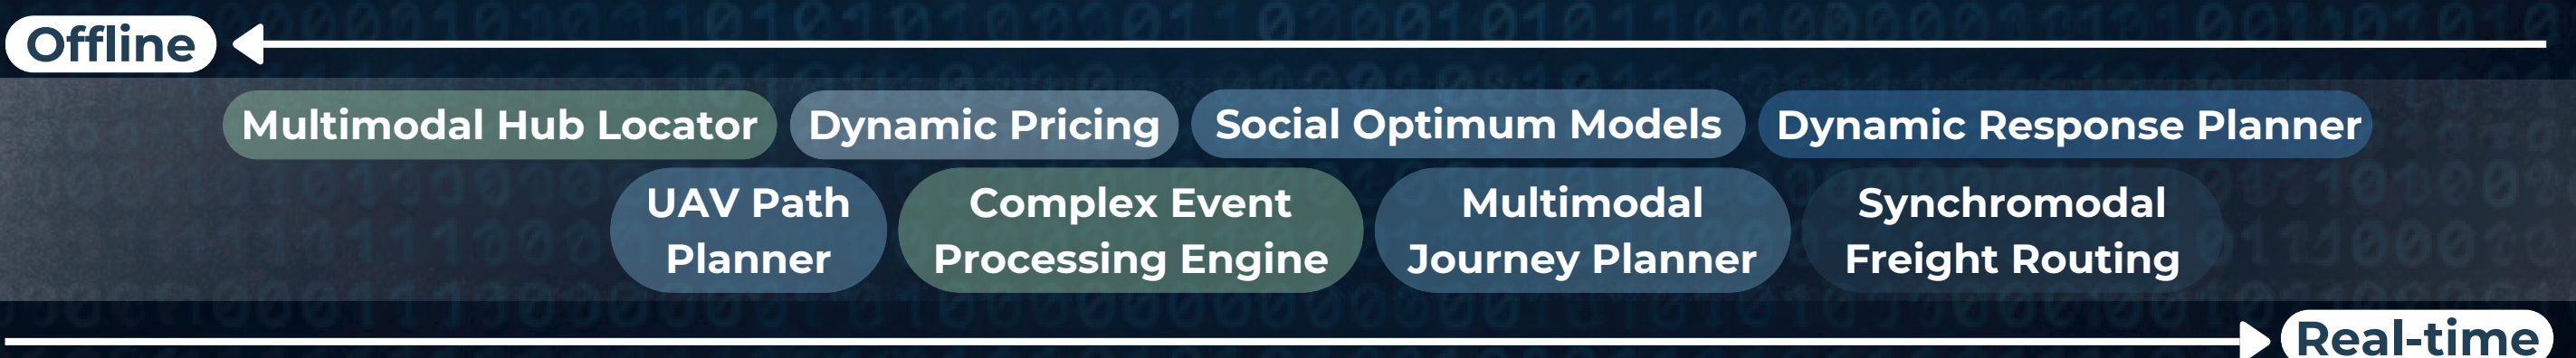 Offline
Multimodal Hub Locator
Dynamic Pricing
Social Optimum Models
Dynamic Response Planner
UAV Path
Planner
Complex Event
Processing Engine
Multimodal
Journey Planner
Synchromodal
Freight Routing
Real-time